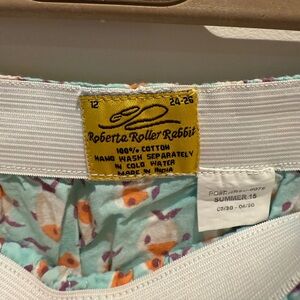 12 24-26
Roberta Roller Rabbit
100% COTTON
HAND WASH SEPARATELY
IN COLD WATER
MADE IN INDIA
SUMMER 15